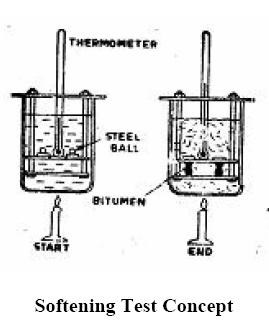 THERMOMETER
STEEL
BALL
BITUMEN
START
END
Softening Test Concept